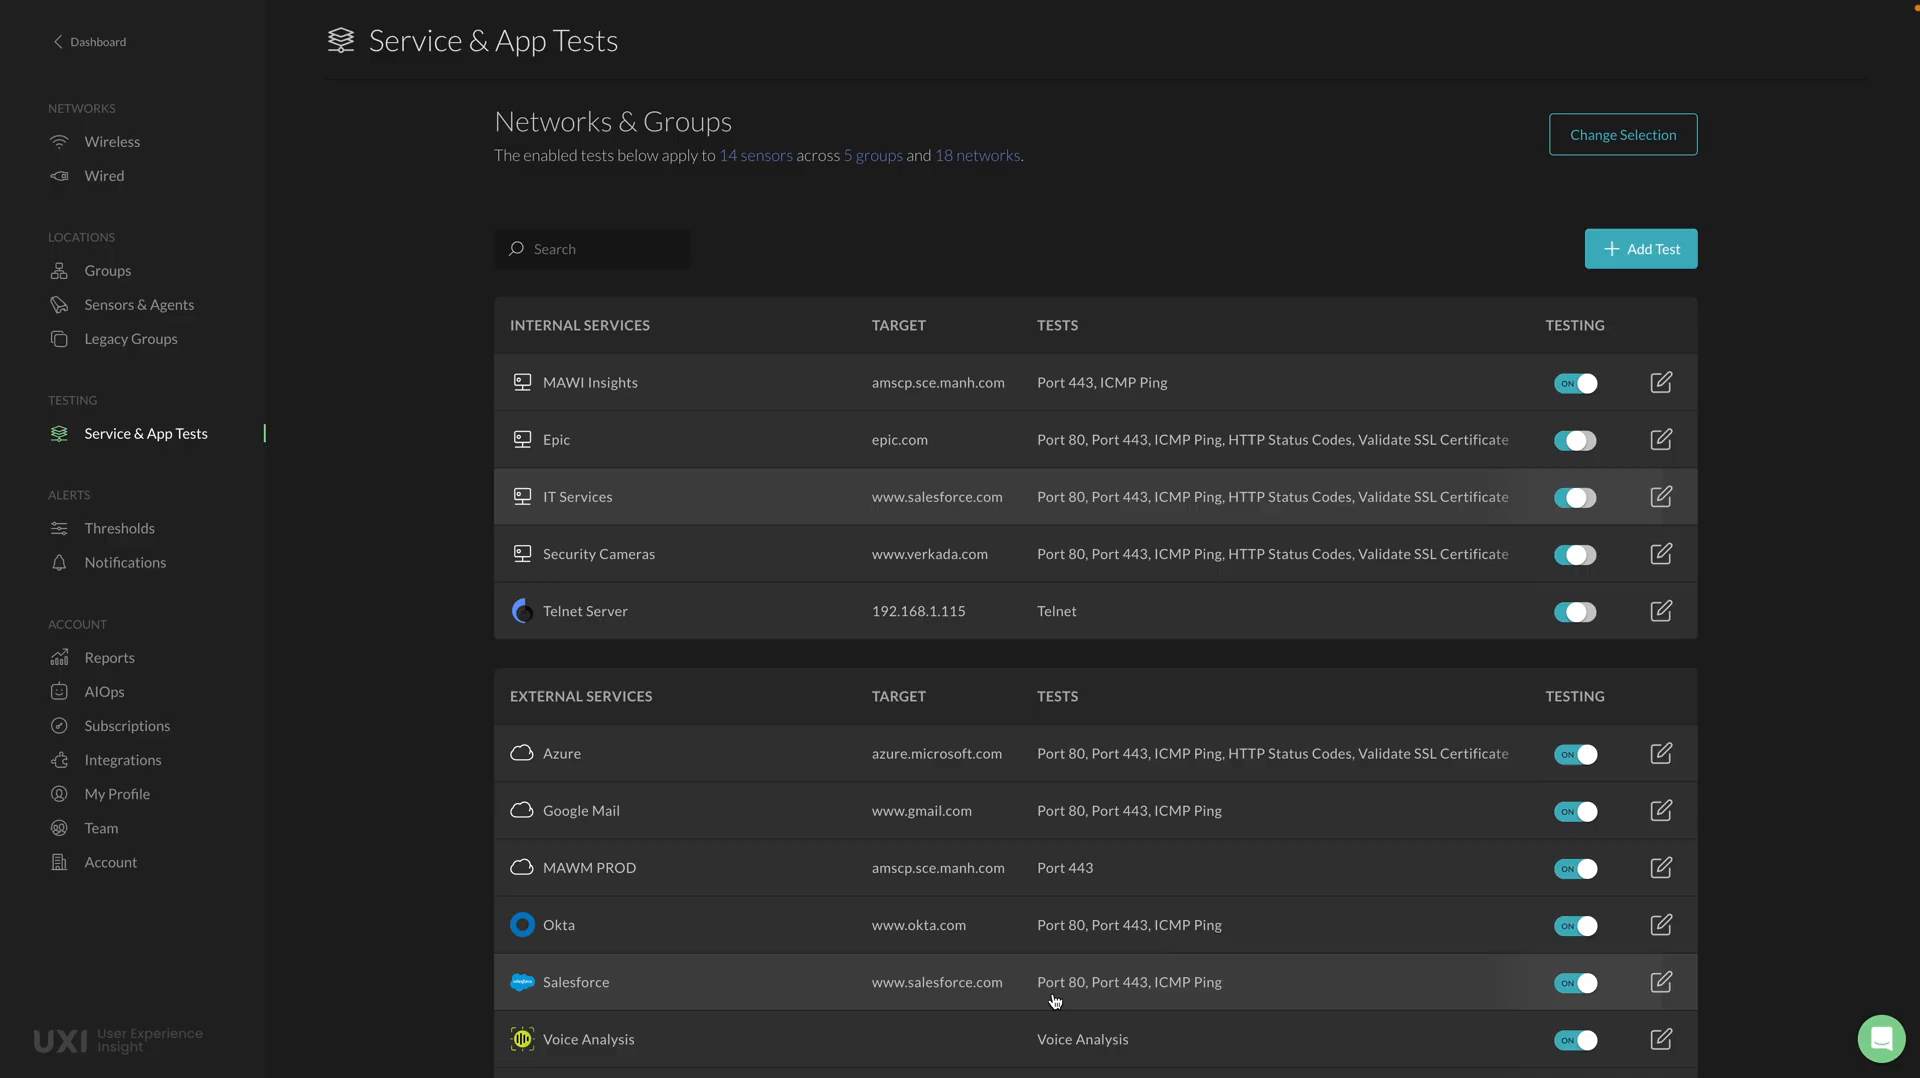 Dashboard
Service & App Tests
NETWORKS
Wireless
Wired
LOCATIONS
Groups
Sensors & Agents
Legacy Groups
TESTING
Service & App Tests
ALERTS
Thresholds
Notifications
ACCOUNT
Reports
AIOps
Subscriptions
Integrations
My Profile
Team
Account
UXI User Experience
Insight
Networks & Groups
The enabled tests below apply to 14 sensors across 5 groups and 18 networks.
Change Selection
Search
Add Test
INTERNAL SERVICES TARGET TESTS TESTING
MAWI Insights amscp.sce.manh.com Port 443, ICMP Ping ON
Epic epic.com Port 80, Port 443, ICMP Ping, HTTP Status Codes, Validate SSL Certificate
IT Services www.salesforce.com Port 80, Port 443, ICMP Ping, HTTP Status Codes, Validate SSL Certificate
Security Cameras www.verkada.com Port 80, Port 443, ICMP Ping, HTTP Status Codes, Validate SSL Certificate
Telnet Server 192.168.1.115 Telnet
EXTERNAL SERVICES TARGET TESTS TESTING
Azure azure.microsoft.com Port 80, Port 443, ICMP Ping, HTTP Status Codes, Validate SSL Certificate ON
Google Mail www.gmail.com Port 80, Port 443, ICMP Ping ON
MAWM PROD amscp.sce.manh.com Port 443 ON
Okta www.okta.com Port 80, Port 443, ICMP Ping ON
Salesforce www.salesforce.com Port 80, Port 443, ICMP Ping ON
Voice Analysis Voice Analysis ON